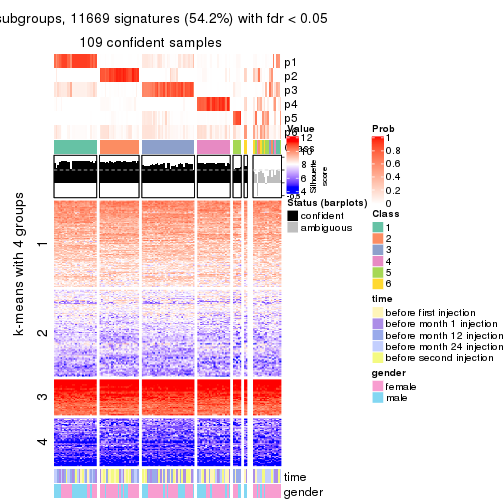 subgroups, 11669 signatures (54.2%) with fdr < 0.05
109 confident samples
p1
p2
p3
p4
p5
Class
Silhouette
score
k-means with 4 groups
1
2
3
4
time
gender
Value
12
10
8
6
4
Status (barplots)
confident
ambiguous
Prob
1
0.8
0.6
0.4
0.2
0
Class
1
2
3
4
5
6
time
before first injection
before month 1 injection
before month 12 injection
before month 24 injection
before second injection
gender
female
male